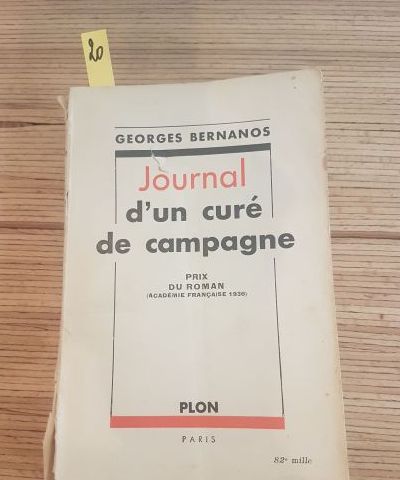 20
GEORGES BERNANOS
Journal
d'un curé
de campagne
PRIX
DU ROMAN
(ACADÉMIE FRANÇAISE 1936)
PLON
PARIS
82e mille